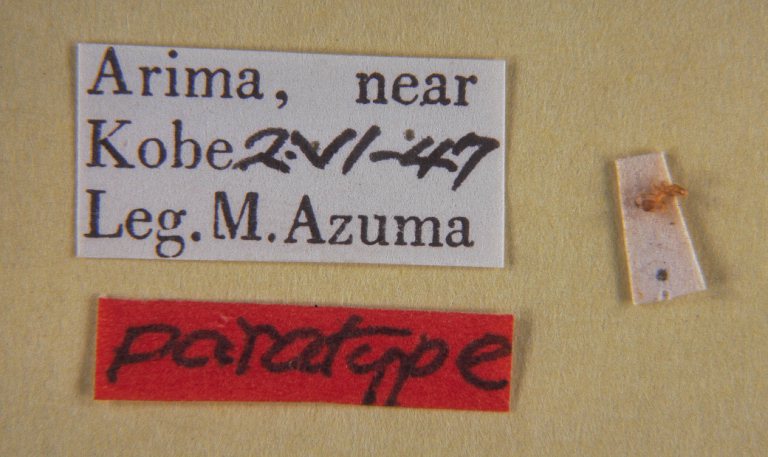 Arima, near
Kobe 2-VI-47
Leg. M. Azuma
paratype